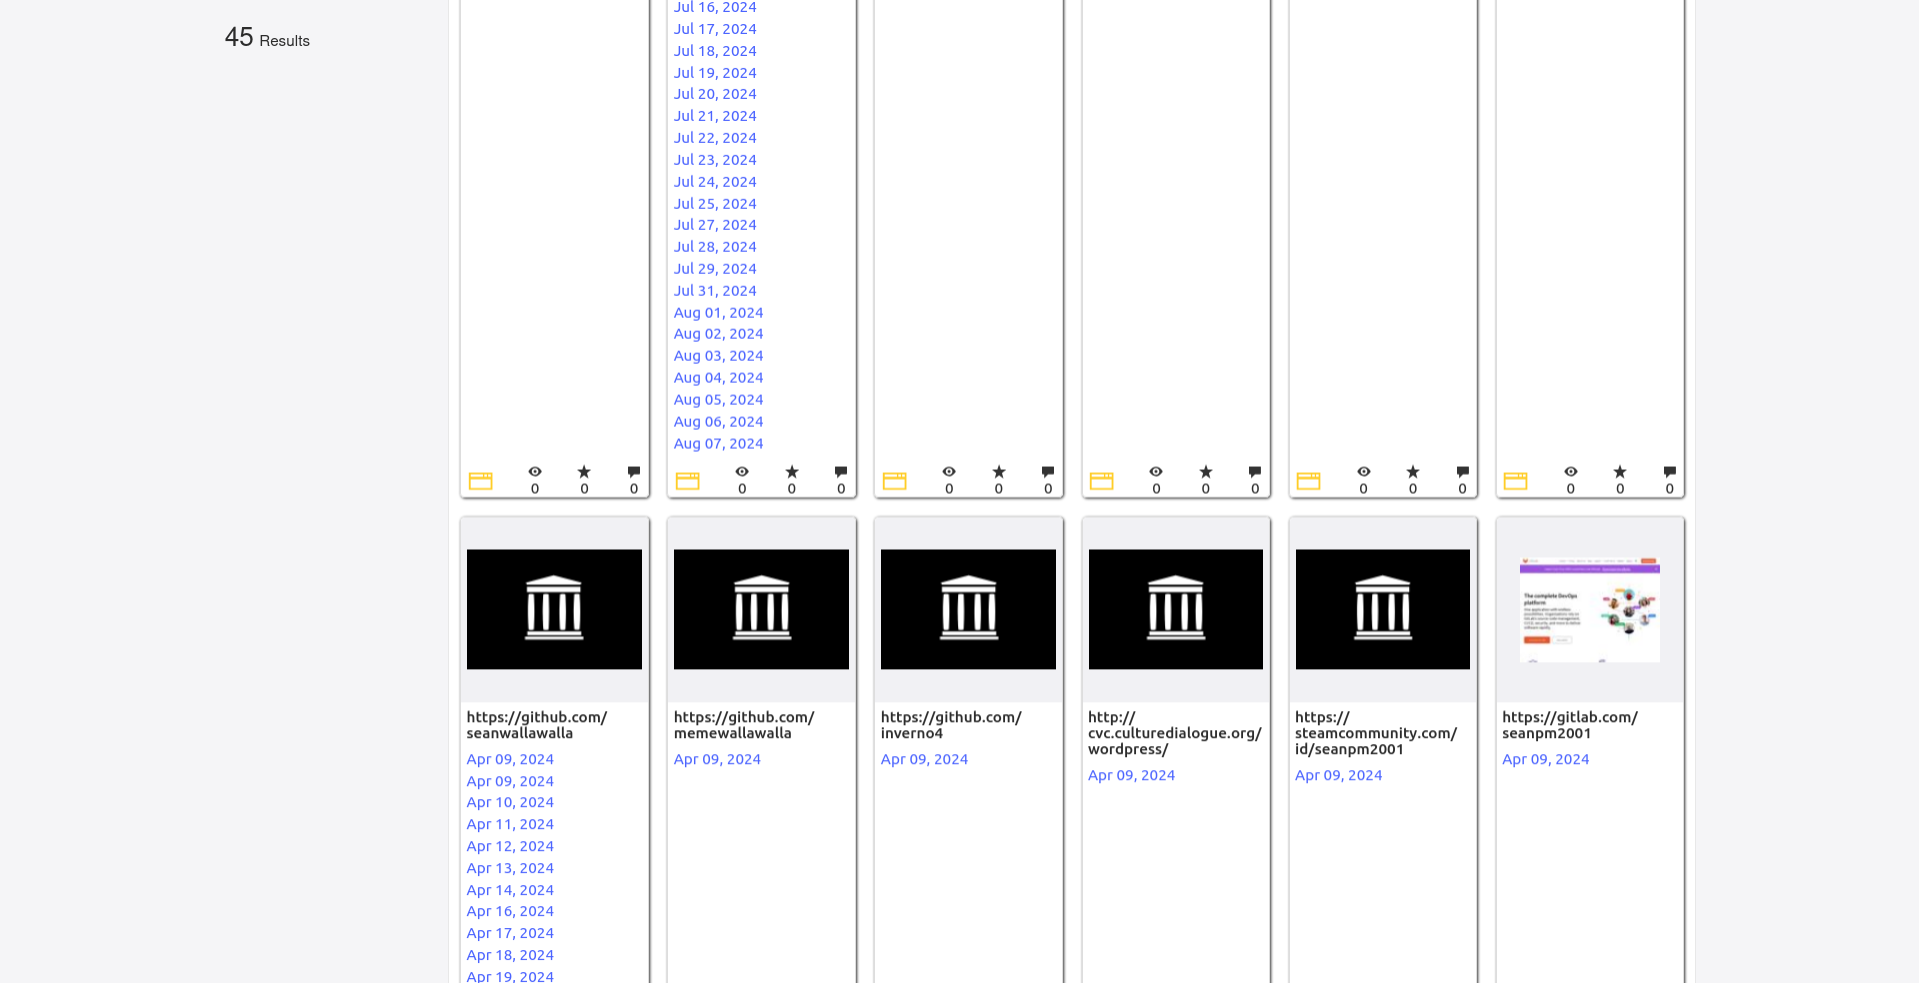 45 Results
Jul 16, 2024
Jul 17, 2024
Jul 18, 2024
Jul 19, 2024
Jul 20, 2024
Jul 21, 2024
Jul 22, 2024
Jul 23, 2024
Jul 24, 2024
Jul 25, 2024
Jul 27, 2024
Jul 28, 2024
Jul 29, 2024
Jul 31, 2024
Aug 01, 2024
Aug 02, 2024
Aug 03, 2024
Aug 04, 2024
Aug 05, 2024
Aug 06, 2024
Aug 07, 2024
0 0 0
0 0 0
0 0 0
0 0 0
0 0 0
0 0 0
https://github.com/
seanwallawalla
Apr 09, 2024
Apr 09, 2024
Apr 10, 2024
Apr 11, 2024
Apr 12, 2024
Apr 13, 2024
Apr 14, 2024
Apr 16, 2024
Apr 17, 2024
Apr 18, 2024
Apr 19, 2024
https://github.com/
memewallawalla
Apr 09, 2024
https://github.com/
inverno4
Apr 09, 2024
http://
cvc.culturedialogue.org/
wordpress/
Apr 09, 2024
https://
steamcommunity.com/
id/seanpm2001
Apr 09, 2024
The complete DevOps
platform
https://gitlab.com/
seanpm2001
Apr 09, 2024